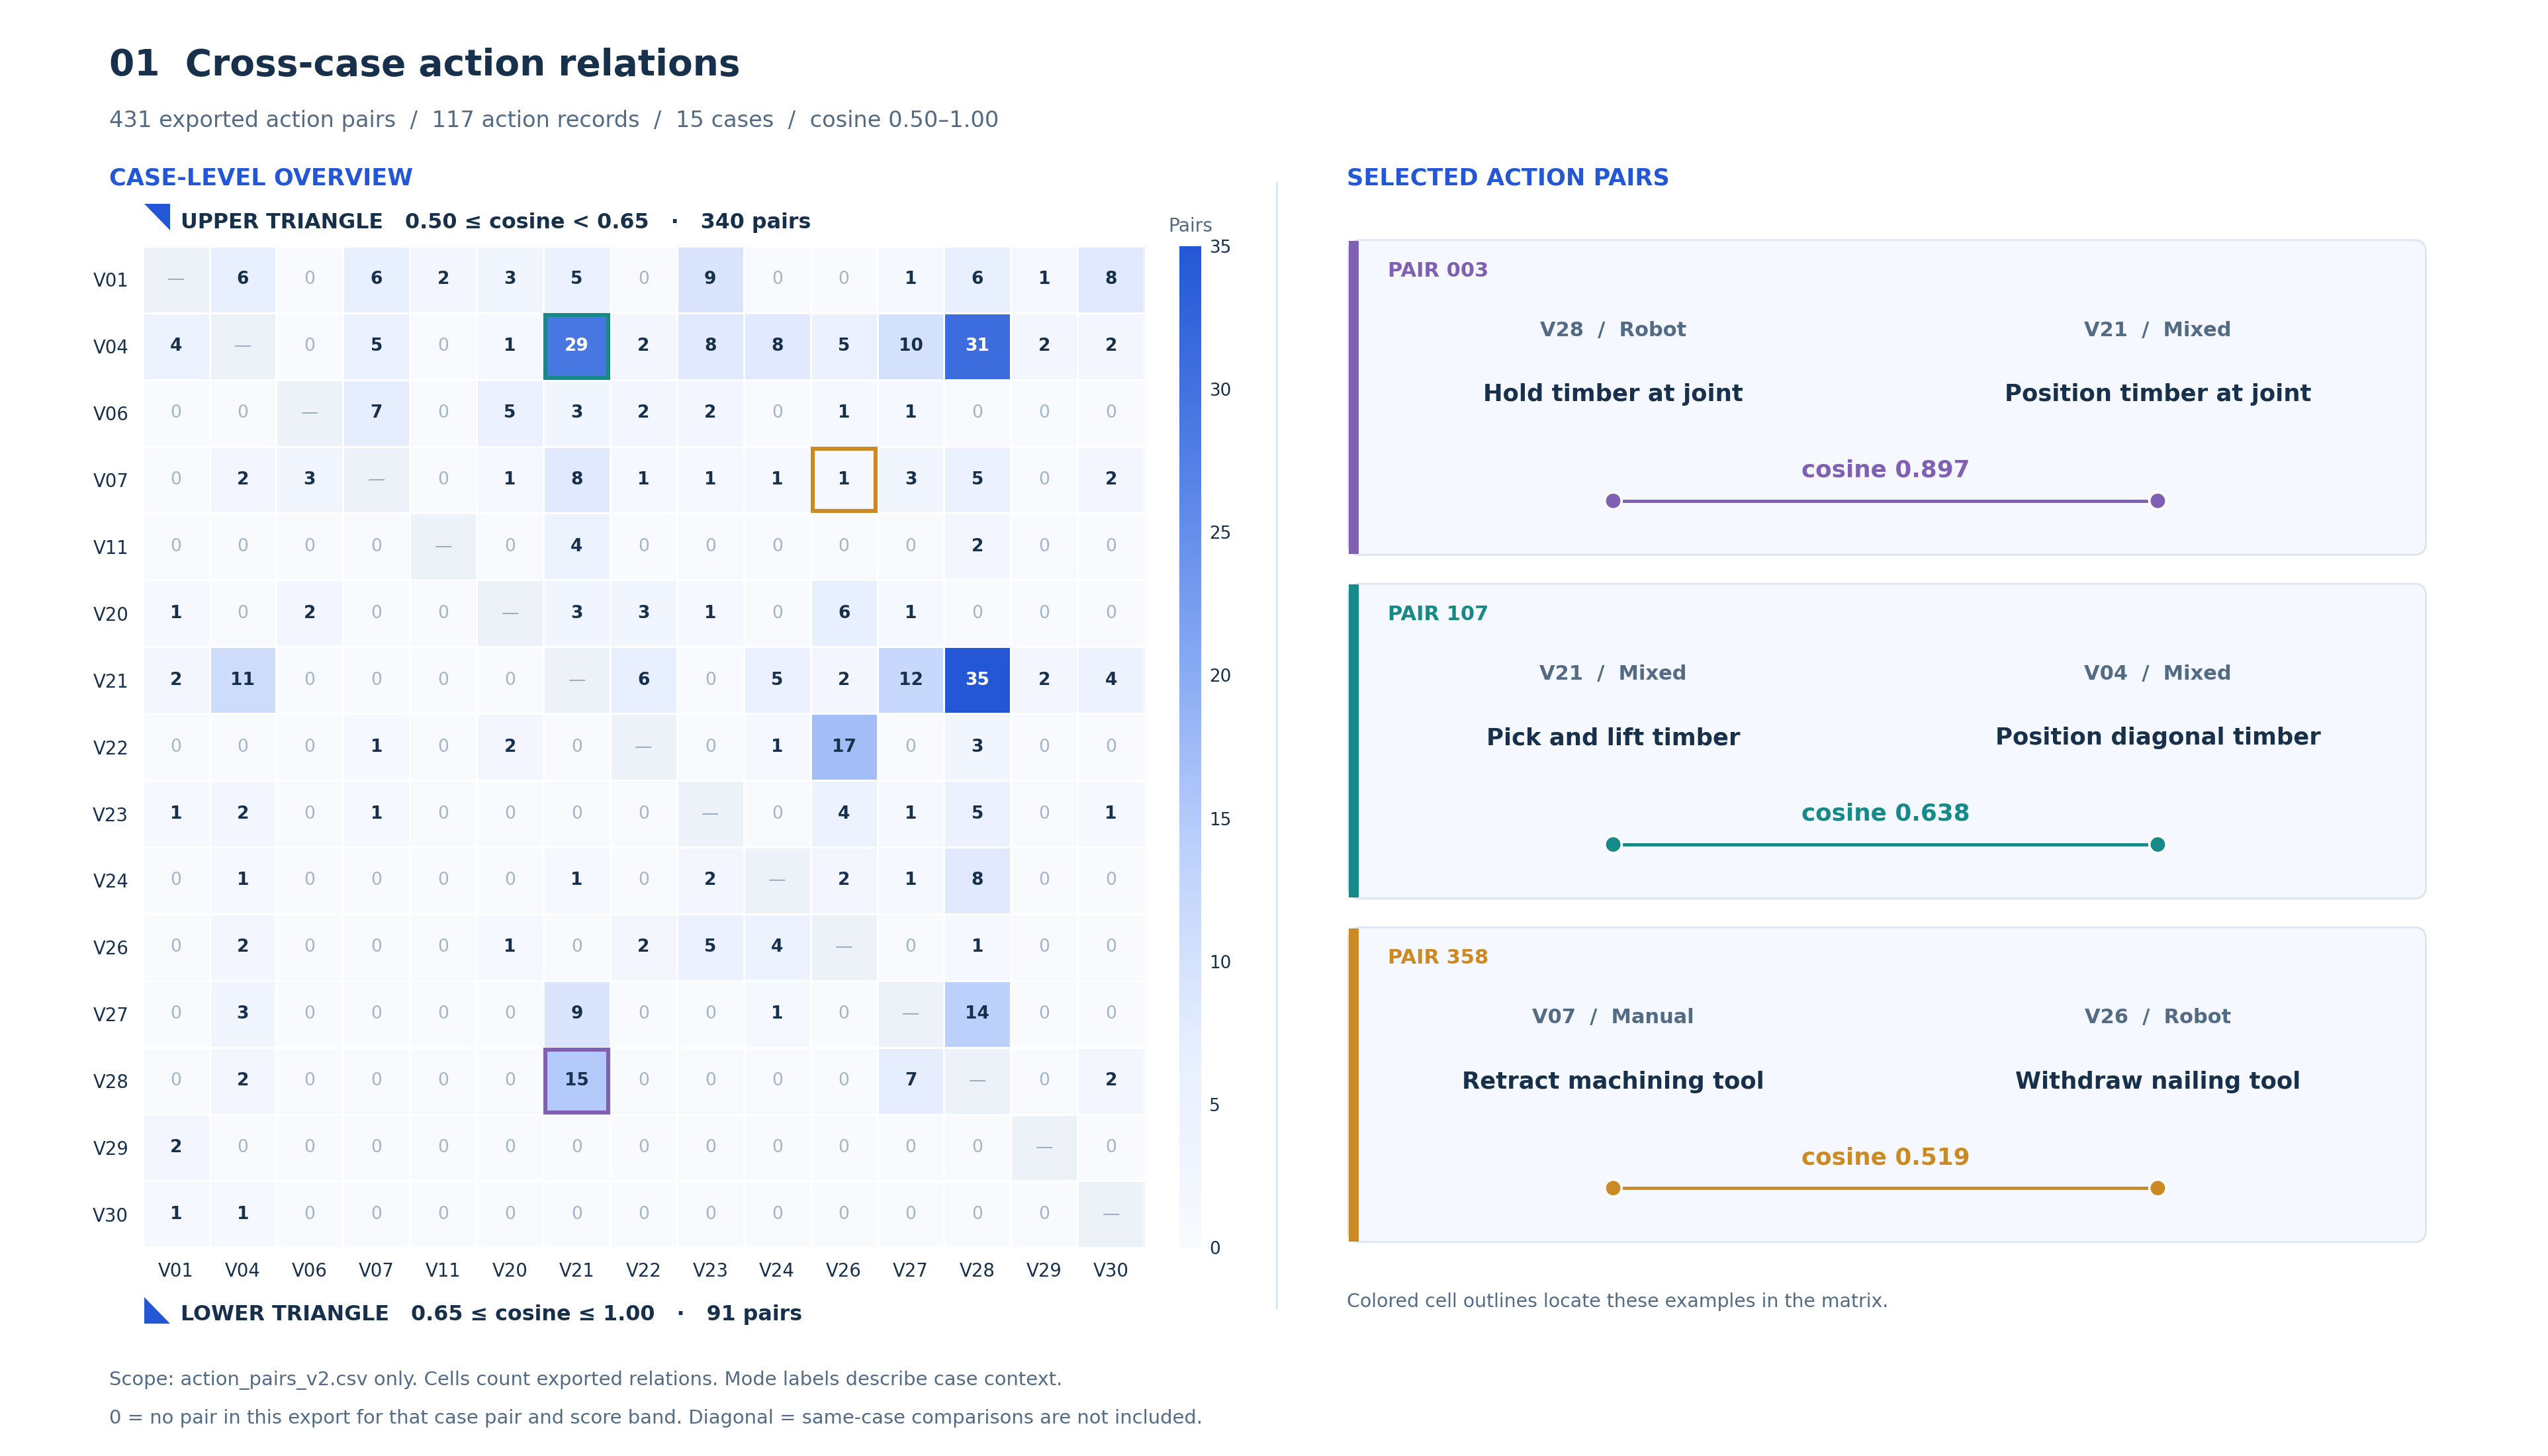 01 Cross-case action relations
431 exported action pairs / 117 action records / 15 cases / cosine 0.50–1.00
CASE-LEVEL OVERVIEW
UPPER TRIANGLE 0.50 ≤ cosine < 0.65 · 340 pairs
Pairs
V01 — 6 0 6 2 3 5 0 9 0 0 1 6 1 8
V04 4 — 0 5 0 1 29 2 8 8 5 10 31 2 2
V06 0 0 — 7 0 5 3 2 2 0 1 1 0 0 0
V07 0 2 3 — 0 1 8 1 1 1 1 3 5 0 2
V11 0 0 0 0 — 0 4 0 0 0 0 0 2 0 0
V20 1 0 2 0 0 — 3 3 1 0 6 1 0 0 0
V21 2 11 0 0 0 0 — 6 0 5 2 12 35 2 4
V22 0 0 0 1 0 2 0 — 0 1 17 0 3 0 0
V23 1 2 0 1 0 0 0 0 — 0 4 1 5 0 1
V24 0 1 0 0 0 0 1 0 2 — 2 1 8 0 0
V26 0 2 0 0 0 1 0 2 5 4 — 0 1 0 0
V27 0 3 0 0 0 0 9 0 0 1 0 — 14 0 0
V28 0 2 0 0 0 0 15 0 0 0 0 7 — 0 2
V29 2 0 0 0 0 0 0 0 0 0 0 0 0 — 0
V30 1 1 0 0 0 0 0 0 0 0 0 0 0 0 —
V01 V04 V06 V07 V11 V20 V21 V22 V23 V24 V26 V27 V28 V29 V30
35
30
25
20
15
10
5
0
LOWER TRIANGLE 0.65 ≤ cosine ≤ 1.00 · 91 pairs
SELECTED ACTION PAIRS
PAIR 003
V28 / Robot V21 / Mixed
Hold timber at joint Position timber at joint
cosine 0.897
PAIR 107
V21 / Mixed V04 / Mixed
Pick and lift timber Position diagonal timber
cosine 0.638
PAIR 358
V07 / Manual V26 / Robot
Retract machining tool Withdraw nailing tool
cosine 0.519
Colored cell outlines locate these examples in the matrix.
Scope: action_pairs_v2.csv only. Cells count exported relations. Mode labels describe case context.
0 = no pair in this export for that case pair and score band. Diagonal = same-case comparisons are not included.